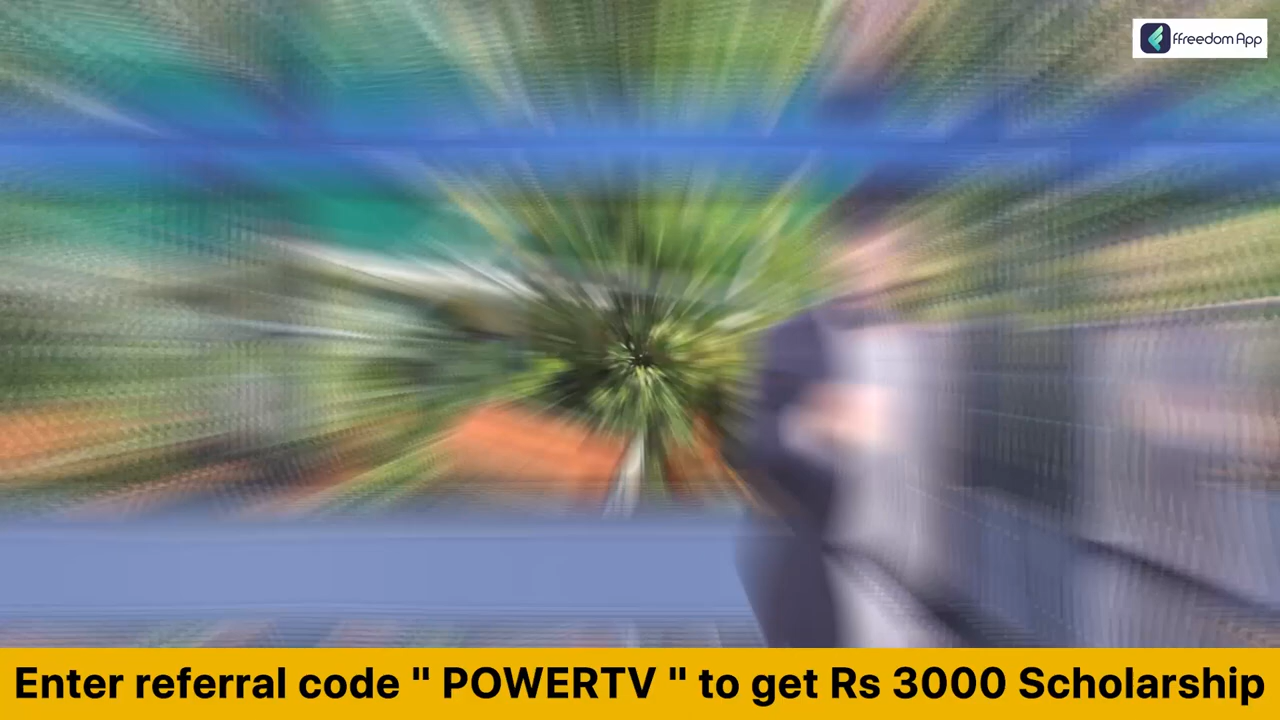 ffreedom App
Enter referral code " POWERTV " to get Rs 3000 Scholarship